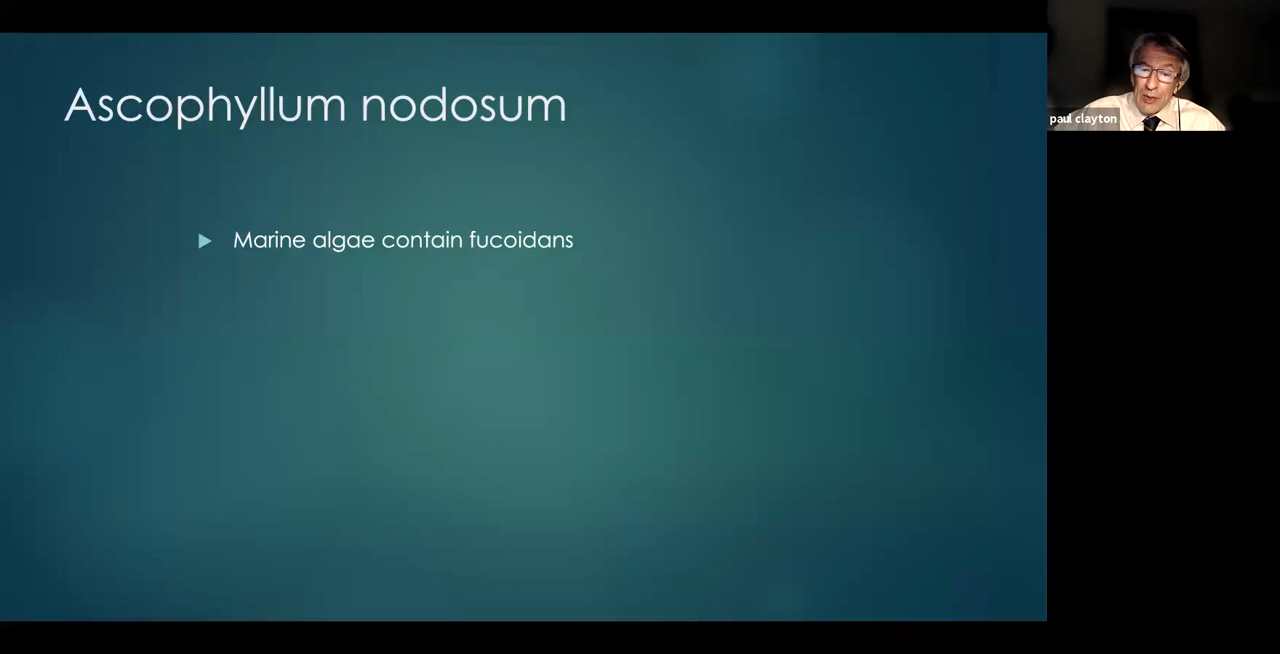 Ascophyllum nodosum
Marine algae contain fucoidans
paul clayton